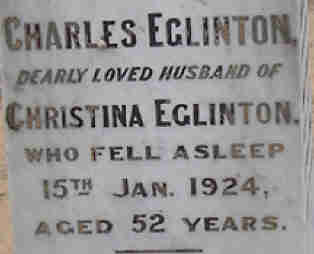 CHARLES EGLINTON,
DEARLY LOVED HUSBAND OF
CHRISTINA EGLINTON.
WHO FELL ASLEEP
15TH JAN. 1924,
AGED 52 YEARS.